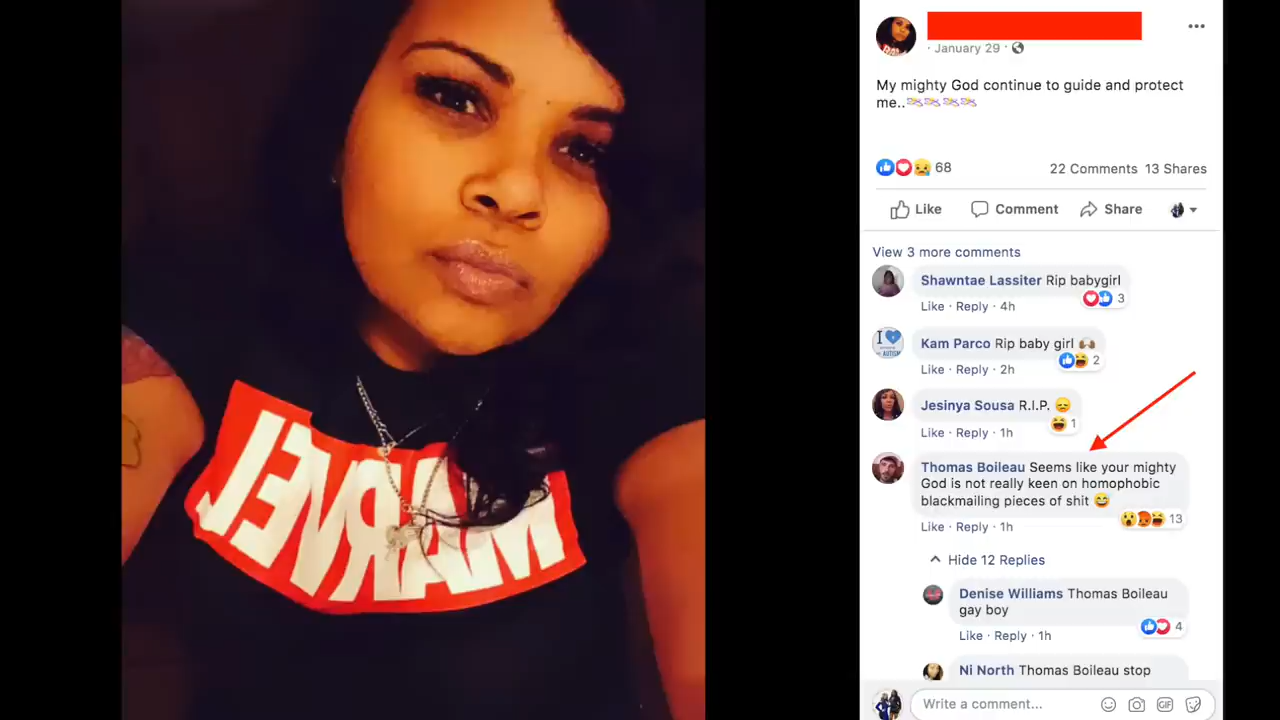 MARVEL
January 29
My mighty God continue to guide and protect
me..
68
22 Comments 13 Shares
Like Comment Share
View 3 more comments
Shawntae Lassiter Rip babygirl
3
Like · Reply · 4h
I
AUTISM
Kam Parco Rip baby girl
2
Like · Reply · 2h
Jesinya Sousa R.I.P.
1
Like · Reply · 1h
Thomas Boileau Seems like your mighty
God is not really keen on homophobic
blackmailing pieces of shit
13
Like · Reply · 1h
Hide 12 Replies
Denise Williams Thomas Boileau
gay boy
4
Like · Reply · 1h
Ni North Thomas Boileau stop
Write a comment...
GIF